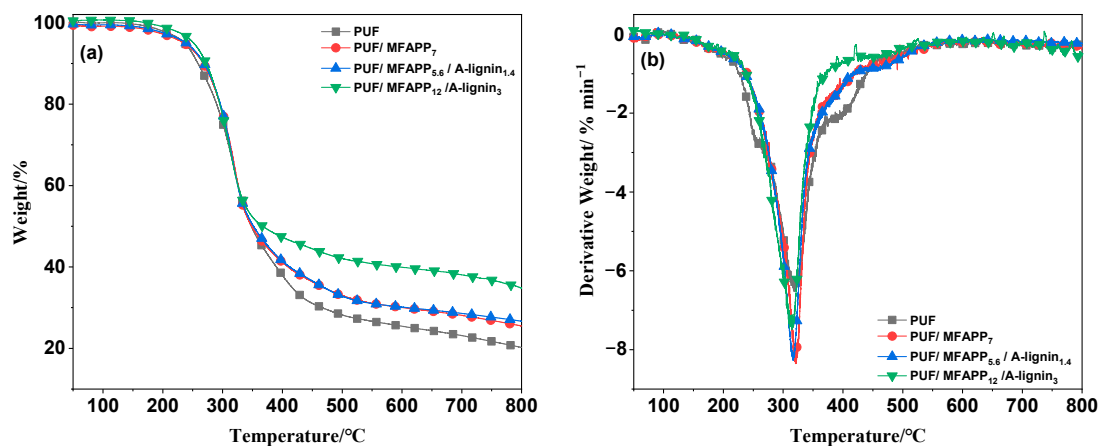 (a)
PUF
PUF/ MFAPP7
PUF/ MFAPP5.6 / A-lignin1.4
PUF/ MFAPP12 /A-lignin3
Weight/%
100
80
60
40
20
100 200 300 400 500 600 700 800
Temperature/°C
(b)
PUF
PUF/ MFAPP7
PUF/ MFAPP5.6 / A-lignin1.4
PUF/ MFAPP12 /A-lignin3
Derivative Weight/ % min−1
0
-2
-4
-6
-8
100 200 300 400 500 600 700 800
Temperature/°C